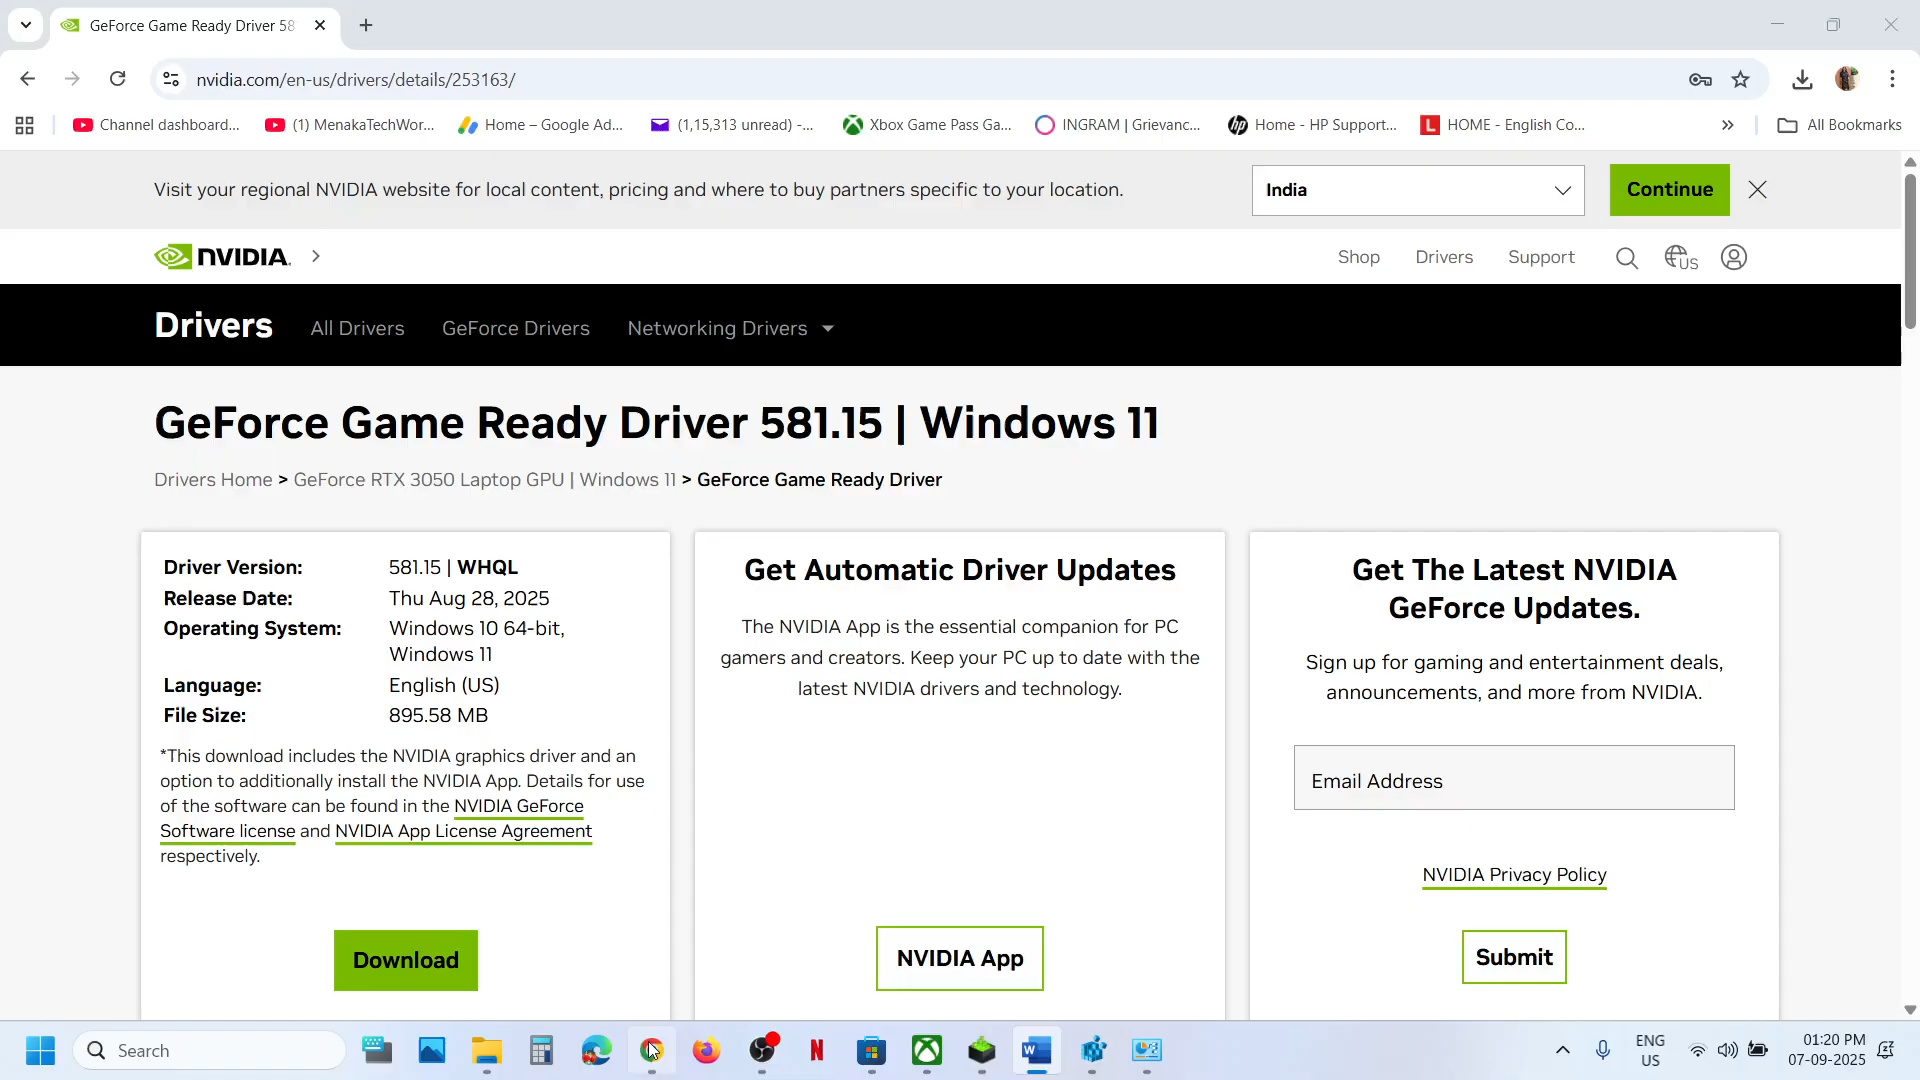 GeForce Game Ready Driver 58
nvidia.com/en-us/drivers/details/253163/
Channel dashboard... (1) MenakaTechWor... Home – Google Ad... (1,15,313 unread) -... Xbox Game Pass Ga... INGRAM | Grievanc... Home - HP Support... HOME - English Co... All Bookmarks
Visit your regional NVIDIA website for local content, pricing and where to buy partners specific to your location. India Continue
NVIDIA. Shop Drivers Support US
Drivers All Drivers GeForce Drivers Networking Drivers
GeForce Game Ready Driver 581.15 | Windows 11
Drivers Home > GeForce RTX 3050 Laptop GPU | Windows 11 > GeForce Game Ready Driver
Driver Version: 581.15 | WHQL
Release Date: Thu Aug 28, 2025
Operating System: Windows 10 64-bit,
Windows 11
Language: English (US)
File Size: 895.58 MB
*This download includes the NVIDIA graphics driver and an
option to additionally install the NVIDIA App. Details for use
of the software can be found in the NVIDIA GeForce
Software license and NVIDIA App License Agreement
respectively.
Download
Get Automatic Driver Updates
The NVIDIA App is the essential companion for PC
gamers and creators. Keep your PC up to date with the
latest NVIDIA drivers and technology.
NVIDIA App
Get The Latest NVIDIA
GeForce Updates.
Sign up for gaming and entertainment deals,
announcements, and more from NVIDIA.
Email Address
NVIDIA Privacy Policy
Submit
Search
ENG
US
01:20 PM
07-09-2025